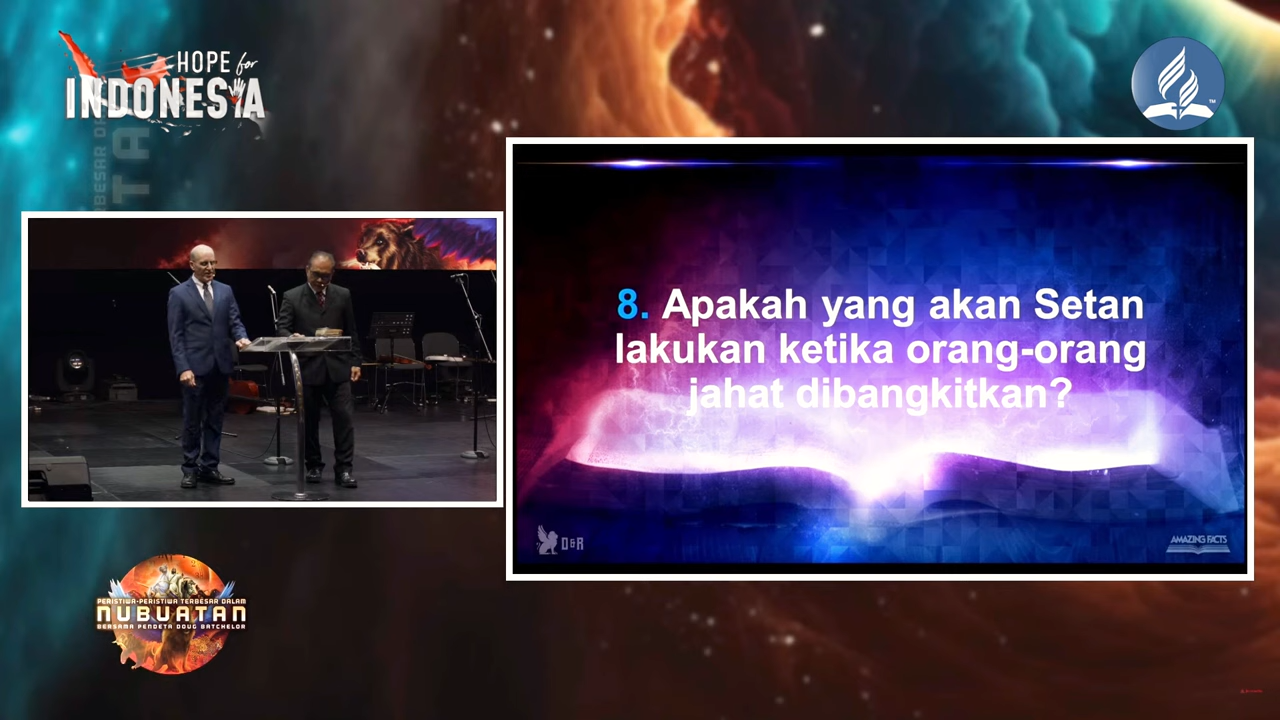 HOPE for
INDONESIA
8. Apakah yang akan Setan
lakukan ketika orang-orang
jahat dibangkitkan?
D&R
AMAZING FACTS
PERISTIWA-PERISTIWA TERBESAR DALAM
NUBUATAN
BERSAMA PENDETA DOUG BATCHELOR